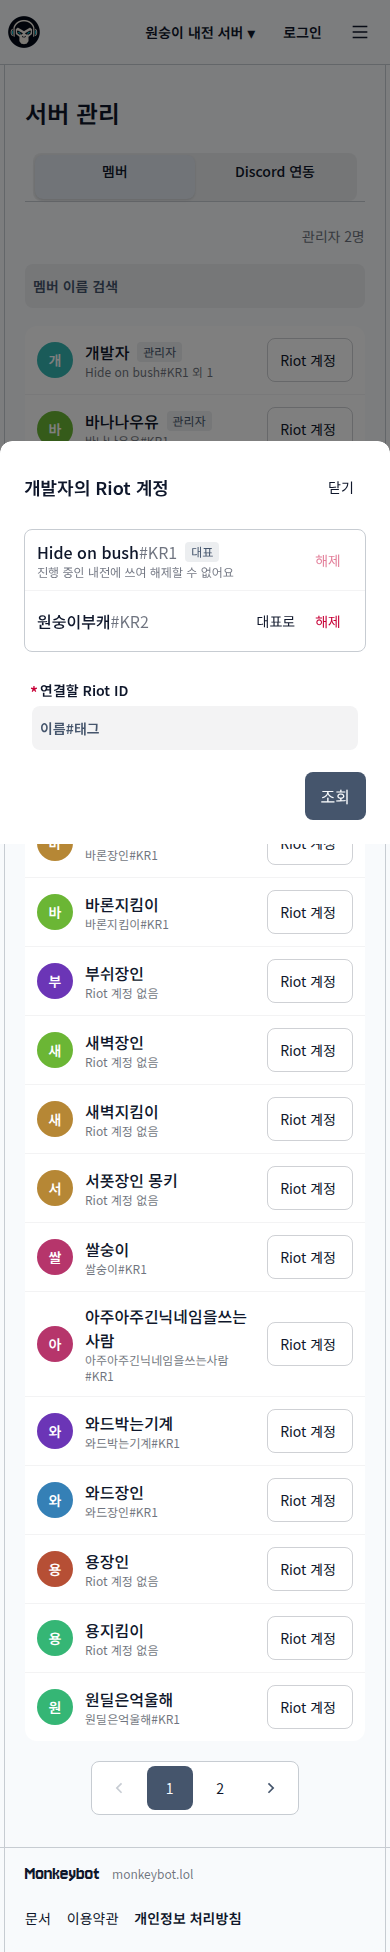 원숭이 내전 서버 ▾
로그인
서버 관리
멤버
Discord 연동
관리자 2명
멤버 이름 검색
개
개발자
관리자
Hide on bush#KR1 외 1
Riot 계정
바
바나나우유
관리자
바나나우유#KR1
Riot 계정
개발자의 Riot 계정
닫기
Hide on bush#KR1
대표
진행 중인 내전에 쓰여 해제할 수 없어요
해제
원숭이부캐#KR2
대표로
해제
* 연결할 Riot ID
이름#태그
조회
바론장인#KR1
Riot 계정
바
바론지킴이
바론지킴이#KR1
Riot 계정
부
부쉬장인
Riot 계정 없음
Riot 계정
새
새벽장인
Riot 계정 없음
Riot 계정
새
새벽지킴이
Riot 계정 없음
Riot 계정
서
서폿장인 몽키
Riot 계정 없음
Riot 계정
쌀
쌀숭이
쌀숭이#KR1
Riot 계정
아
아주아주긴닉네임을쓰는
사람
아주아주긴닉네임을쓰는사람
#KR1
Riot 계정
와
와드박는기계
와드박는기계#KR1
Riot 계정
와
와드장인
와드장인#KR1
Riot 계정
용
용장인
Riot 계정 없음
Riot 계정
용
용지킴이
Riot 계정 없음
Riot 계정
원
원딜은억울해
원딜은억울해#KR1
Riot 계정
1
2
Monkeybot
monkeybot.lol
문서
이용약관
개인정보 처리방침